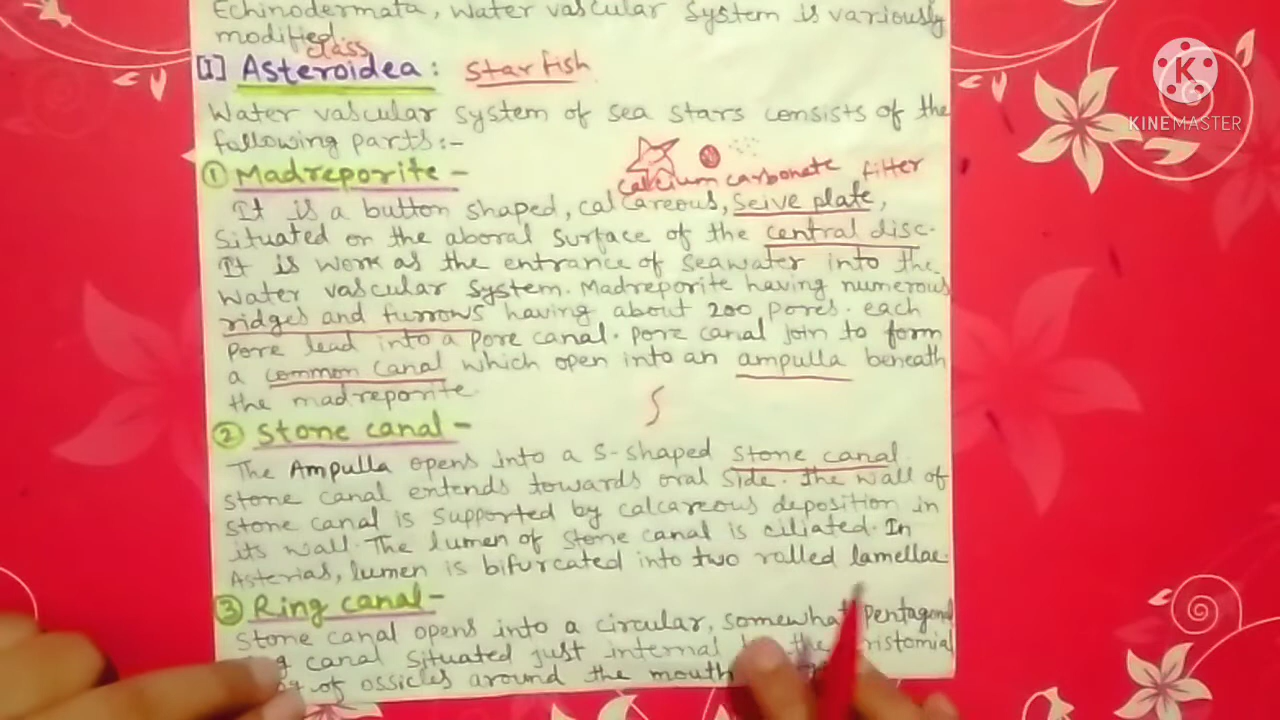 Echinodermata, water vascular system is variously
modified.
class
[I] Asteroidea: star fish
Water vascular system of sea stars consists of the
following parts:-
① Madreporite -
calcium carbonate filter
It is a button shaped, calcareous, seive plate,
situated on the aboral surface of the central disc.
It is work as the entrance of seawater into the
water vascular system. Madreporite having numerous
ridges and furrows having about 200 pores. each
pore lead into a pore canal. pore canal join to form
a common canal which open into an ampulla beneath
the madreporite.
② Stone canal -
The Ampulla opens into a S-shaped stone canal.
stone canal extends towards oral side. The wall of
stone canal is supported by calcareous deposition in
its wall. The lumen of stone canal is ciliated. In
Asterias, lumen is bifurcated into two rolled lamellae.
③ Ring canal -
stone canal opens into a circular, somewhat pentagonal
canal situated just internal the
of ossicles around the mouth
K
KINEMASTER